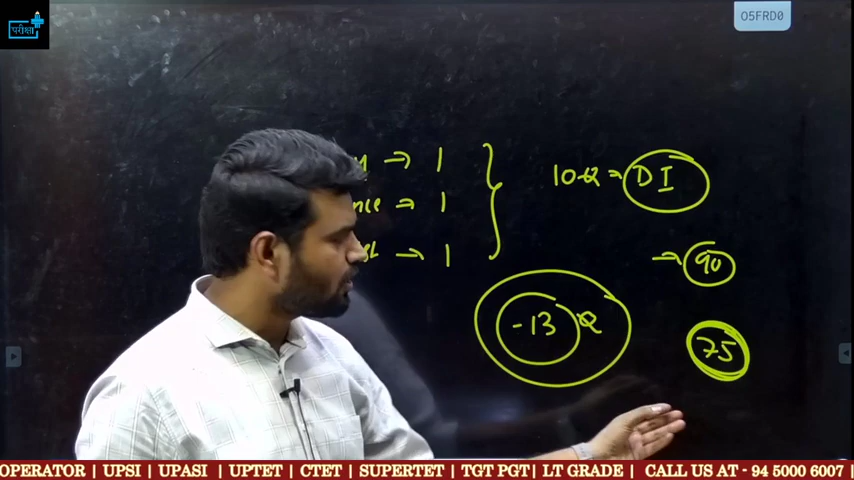 परीक्षा
O5FRD0
→ 1
→ 1
→ 1
10 Q → DI
→ 90
-13 Q
75
OPERATOR | UPSI | UPASI | UPTET | CTET | SUPERTET | TGT PGT | LT GRADE | CALL US AT - 94 5000 6007 |